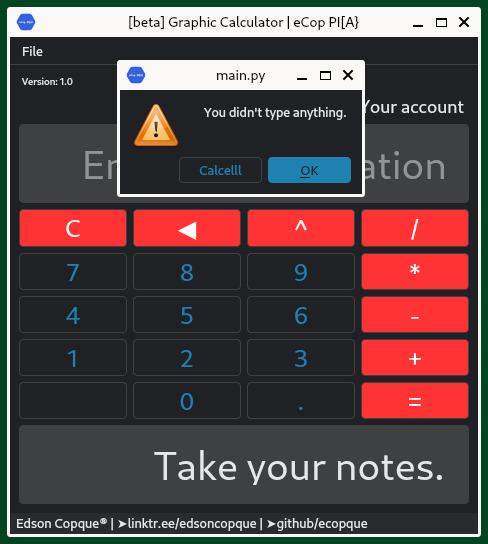 [beta] Graphic Calculator | eCop PI[A}
File
Version: 1.0
main.py
You didn't type anything.
Calcelll
OK
Your account
En ation
C ◀ ^ /
7 8 9 *
4 5 6 -
1 2 3 +
0 . =
Take your notes.
Edson Copque® | ➤linktr.ee/edsoncopque | ➤github/ecopque